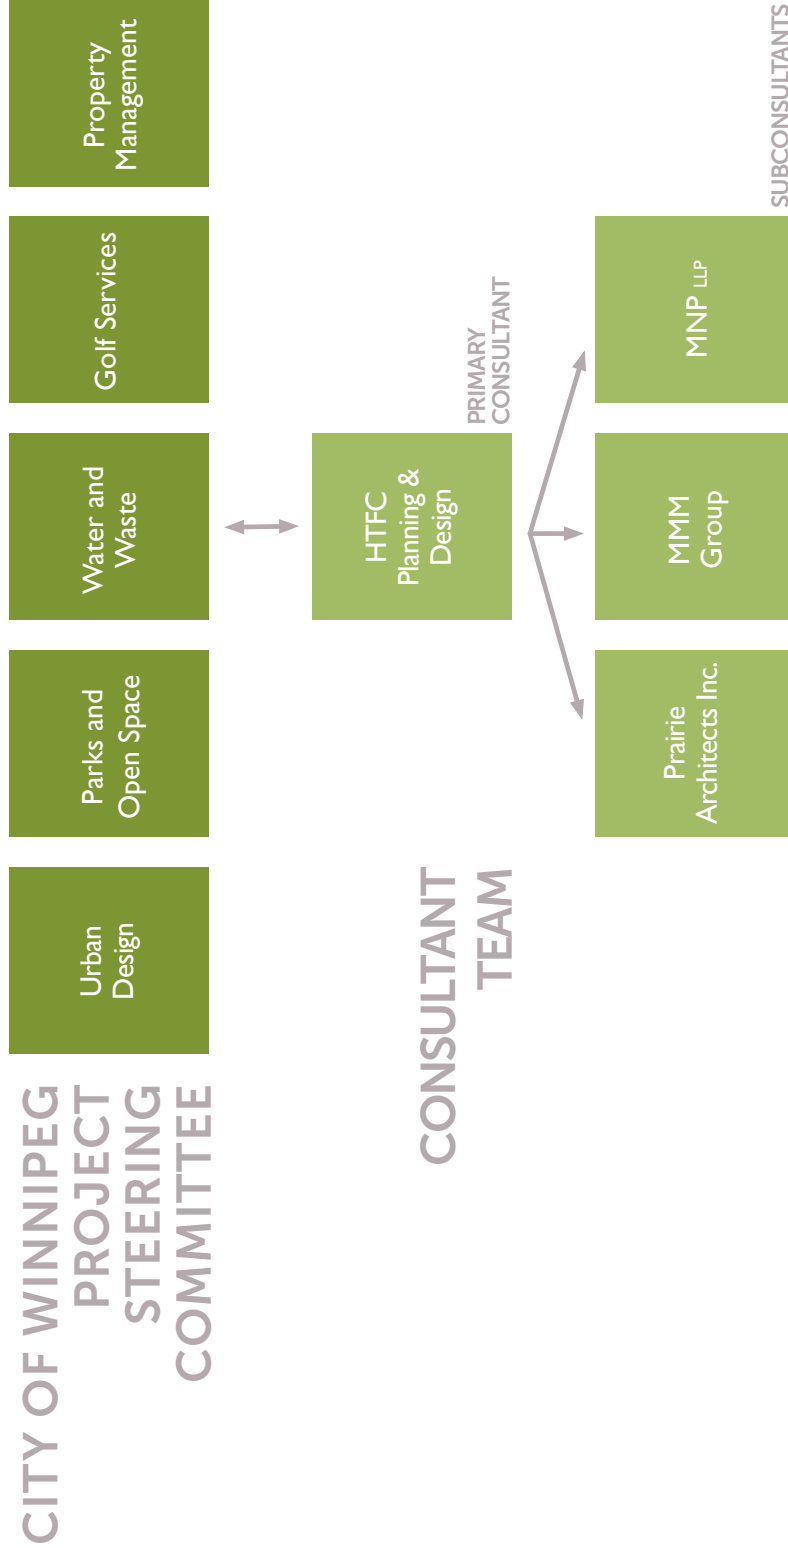 CITY OF WINNIPEG
PROJECT
STEERING
COMMITTEE
Urban
Design
Parks and
Open Space
Water and
Waste
Golf Services
Property
Management
CONSULTANT
TEAM
HTFC
Planning &
Design
PRIMARY
CONSULTANT
Prairie
Architects Inc.
MMM
Group
MNP LLP
SUBCONSULTANTS